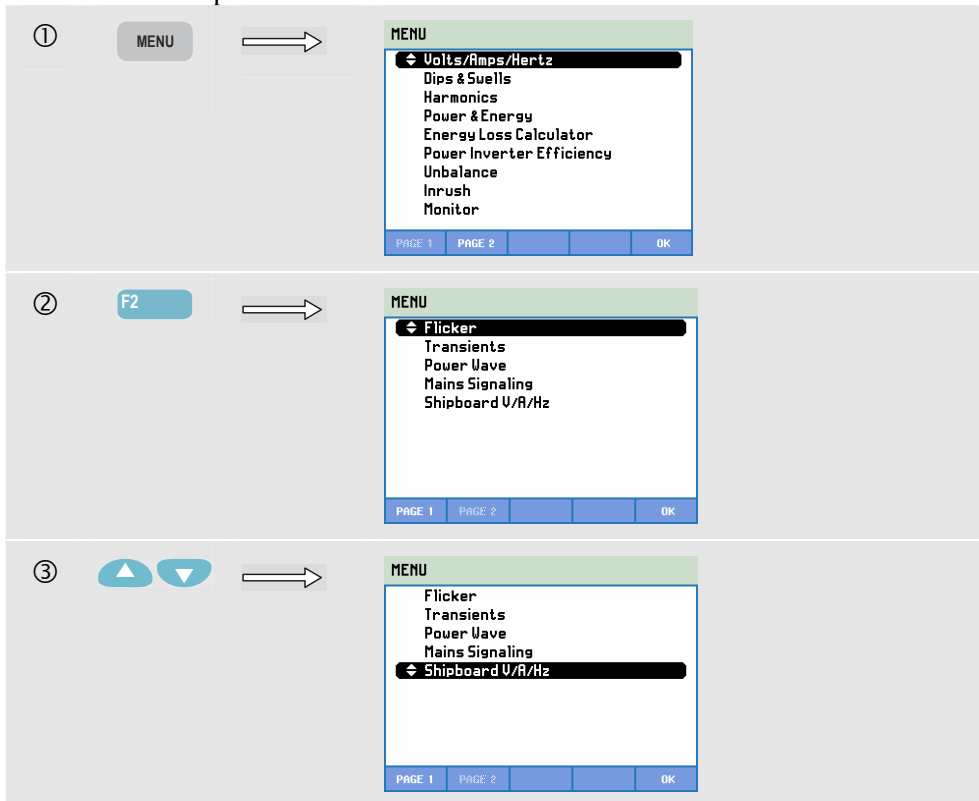 ① MENU
MENU
Volts/Amps/Hertz
Dips & Swells
Harmonics
Power & Energy
Energy Loss Calculator
Power Inverter Efficiency
Unbalance
Inrush
Monitor
PAGE 1 PAGE 2 OK
② F2
MENU
Flicker
Transients
Power Wave
Mains Signaling
Shipboard V/A/Hz
PAGE 1 PAGE 2 OK
③
MENU
Flicker
Transients
Power Wave
Mains Signaling
Shipboard V/A/Hz
PAGE 1 PAGE 2 OK